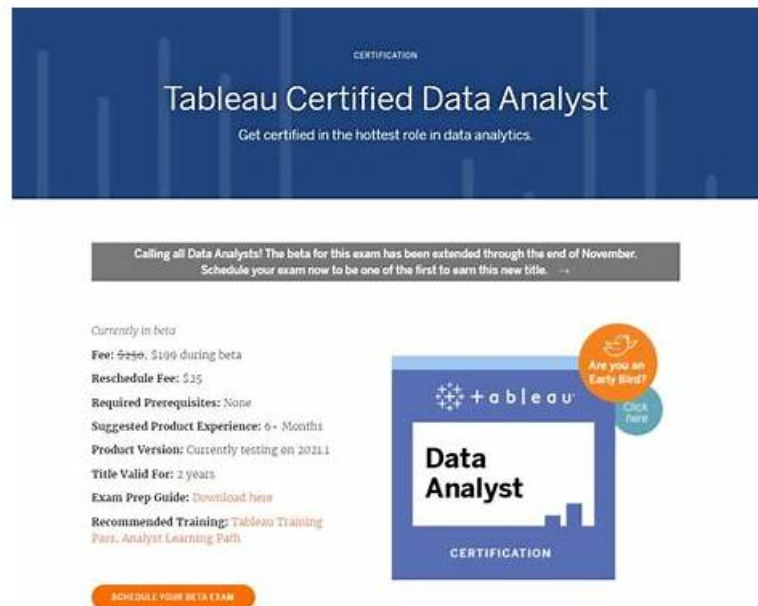 CERTIFICATION
Tableau Certified Data Analyst
Get certified in the hottest role in data analytics.
Calling all Data Analysts! The beta for this exam has been extended through the end of November.
Schedule your exam now to be one of the first to earn this new title. →
Currently in beta
Fee: $250, $199 during beta
Reschedule Fee: $25
Required Prerequisites: None
Suggested Product Experience: 6+ Months
Product Version: Currently testing on 2021.1
Title Valid For: 2 years
Exam Prep Guide: Download here
Recommended Training: Tableau Training
Pass, Analyst Learning Path
SCHEDULE YOUR BETA EXAM
Are you an
Early Bird?
Click
here
+ableau
Data
Analyst
CERTIFICATION